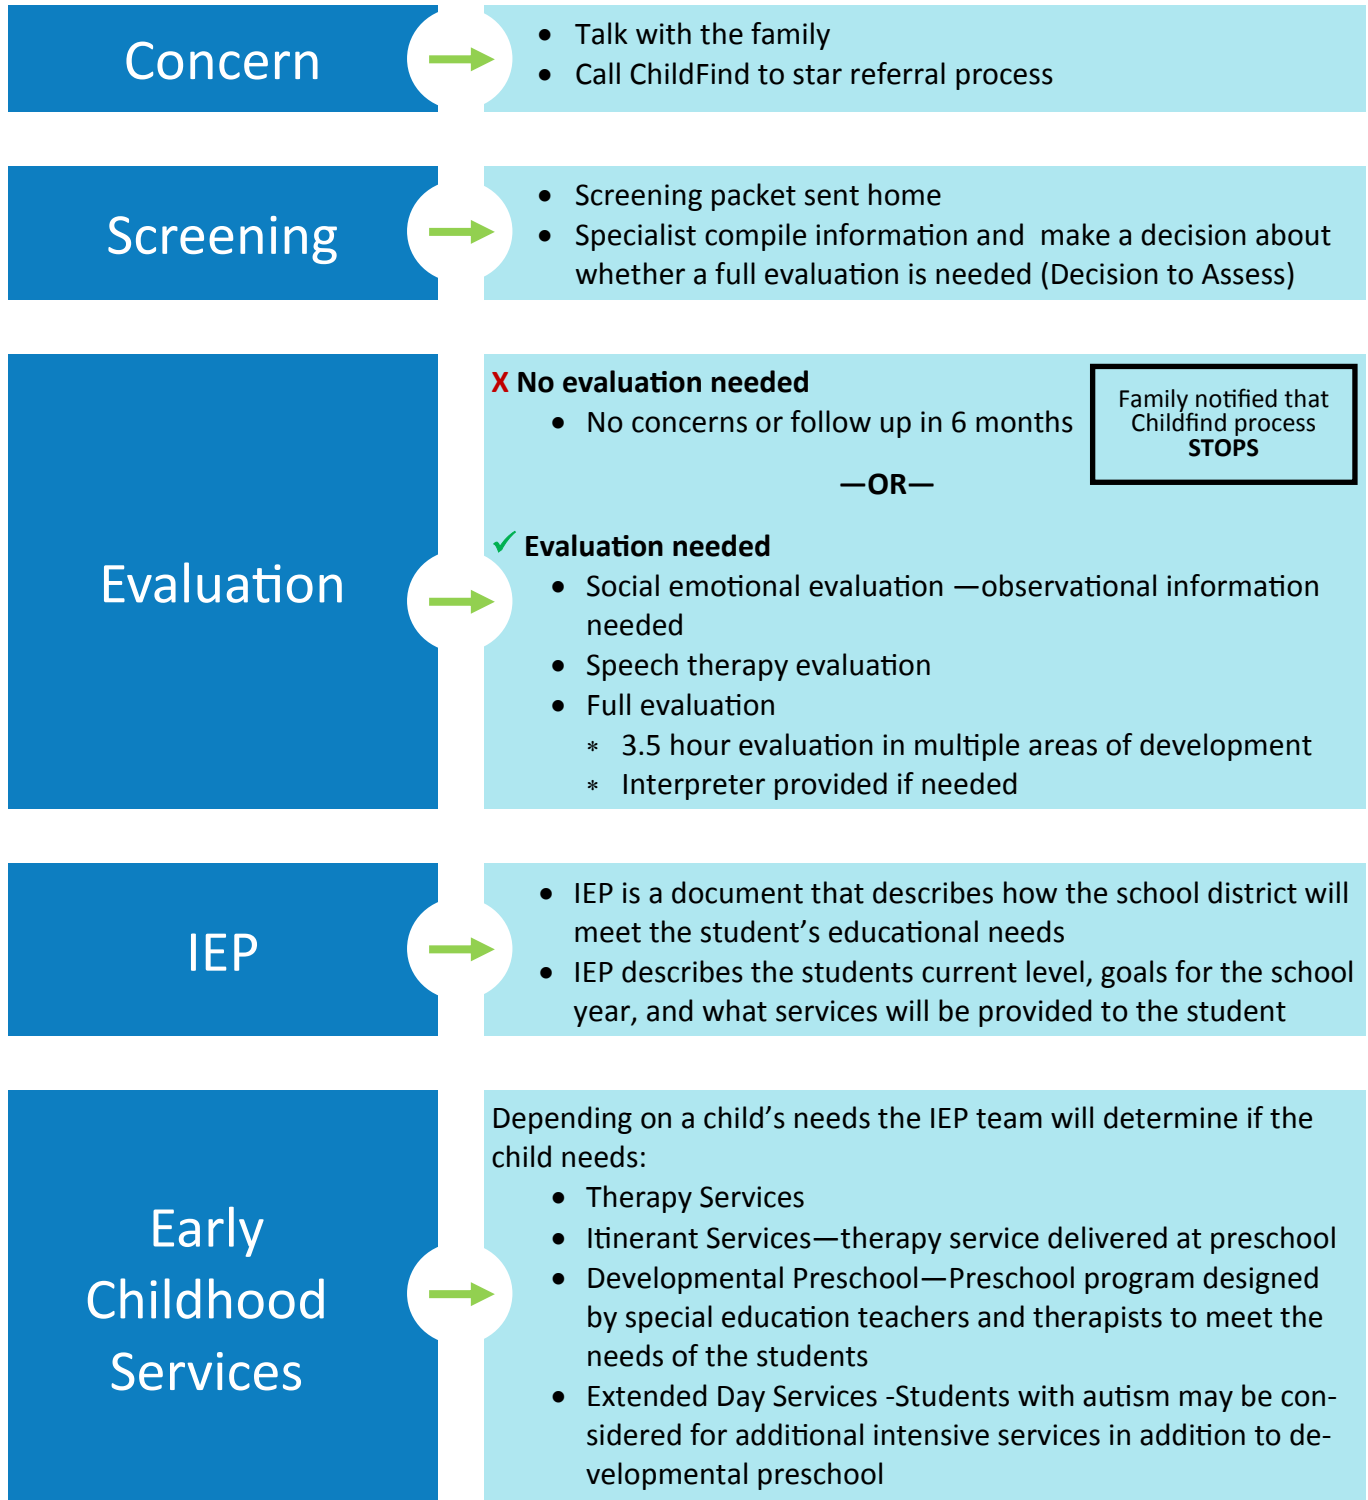 Concern
• Talk with the family
• Call ChildFind to star referral process
Screening
• Screening packet sent home
• Specialist compile information and make a decision about
whether a full evaluation is needed (Decision to Assess)
Evaluation
X No evaluation needed
• No concerns or follow up in 6 months
Family notified that
Childfind process
STOPS
—OR—
✓ Evaluation needed
• Social emotional evaluation —observational information
needed
• Speech therapy evaluation
• Full evaluation
* 3.5 hour evaluation in multiple areas of development
* Interpreter provided if needed
IEP
• IEP is a document that describes how the school district will
meet the student’s educational needs
• IEP describes the students current level, goals for the school
year, and what services will be provided to the student
Early
Childhood
Services
Depending on a child’s needs the IEP team will determine if the
child needs:
• Therapy Services
• Itinerant Services—therapy service delivered at preschool
• Developmental Preschool—Preschool program designed
by special education teachers and therapists to meet the
needs of the students
• Extended Day Services -Students with autism may be con-
sidered for additional intensive services in addition to de-
velopmental preschool